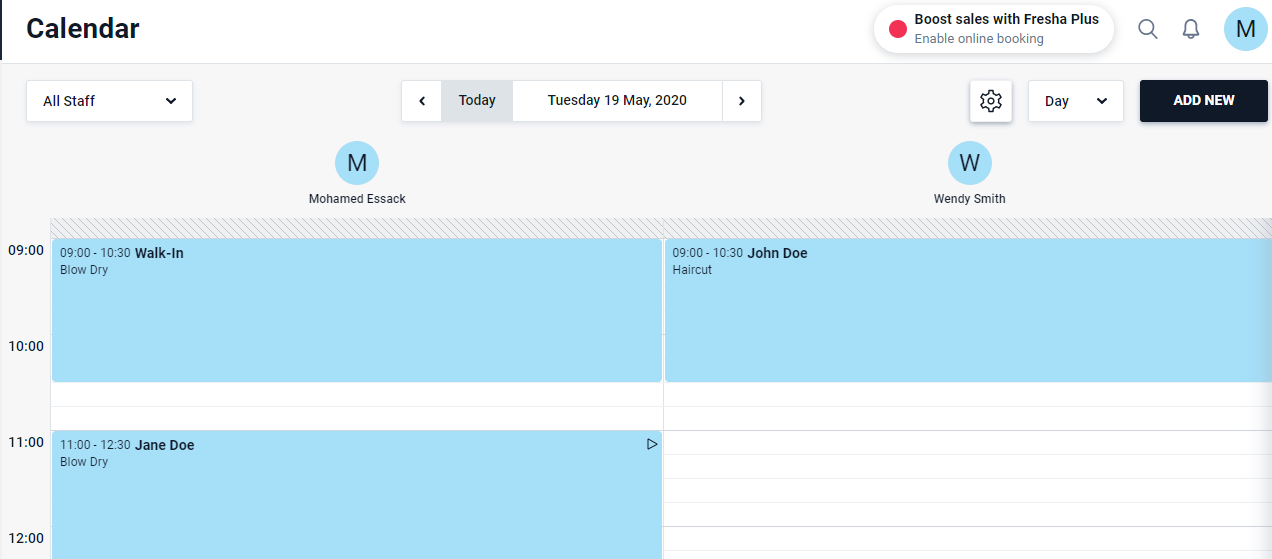 Calendar
Boost sales with Fresha Plus
Enable online booking
M
All Staff
Today
Tuesday 19 May, 2020
Day
ADD NEW
M
Mohamed Essack
W
Wendy Smith
09:00
09:00 - 10:30 Walk-In
Blow Dry
09:00 - 10:30 John Doe
Haircut
10:00
11:00
11:00 - 12:30 Jane Doe
Blow Dry
12:00